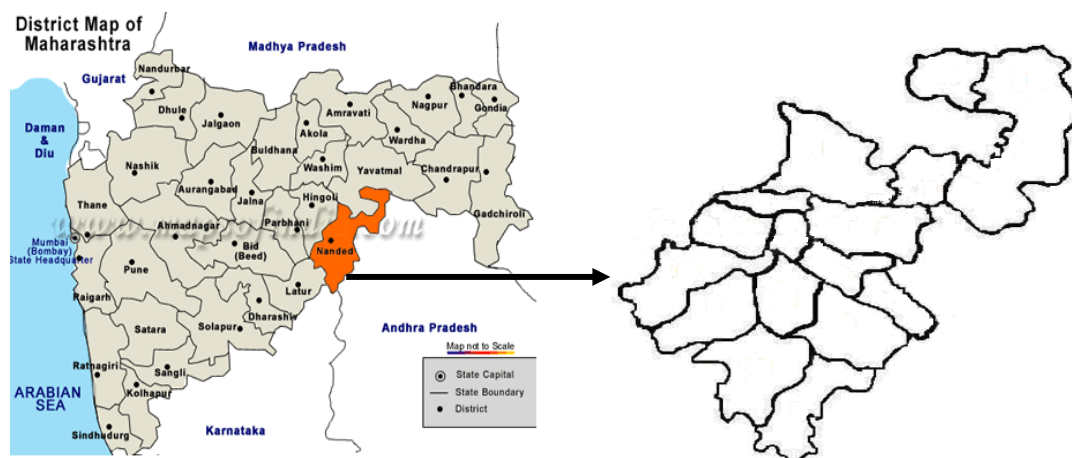 District Map of
Maharashtra
Madhya Pradesh
Gujarat
Nandurbar
Dhule
Jalgaon
Buldhana
Akola
Amravati
Wardha
Nagpur
Bhandara
Gondia
Daman
&
Diu
Nashik
Aurangabad
Jalna
Washim
Hingoli
Yavatmal
Chandrapur
Gadchiroli
Thane
www.mapsofindia.com
Ahmadnagar
Parbhani
Nanded
Mumbai
(Bombay)
State Headquarter
Pune
Bid
(Beed)
Latur
Raigarh
Satara
Solapur
Dharashiv
Andhra Pradesh
Map not to Scale
State Capital
State Boundary
District
Ratnagiri
Sangli
Kolhapur
ARABIAN
SEA
Sindhudurg
Karnataka